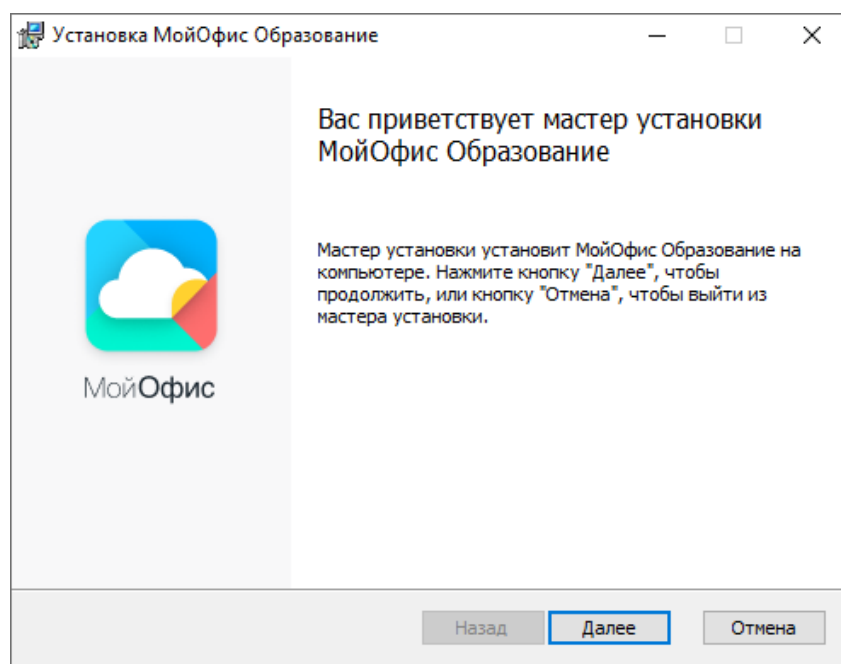 Установка МойОфис Образование
Вас приветствует мастер установки
МойОфис Образование
Мастер установки установит МойОфис Образование на
компьютере. Нажмите кнопку "Далее", чтобы
продолжить, или кнопку "Отмена", чтобы выйти из
мастера установки.
МойОфис
Назад
Далее
Отмена